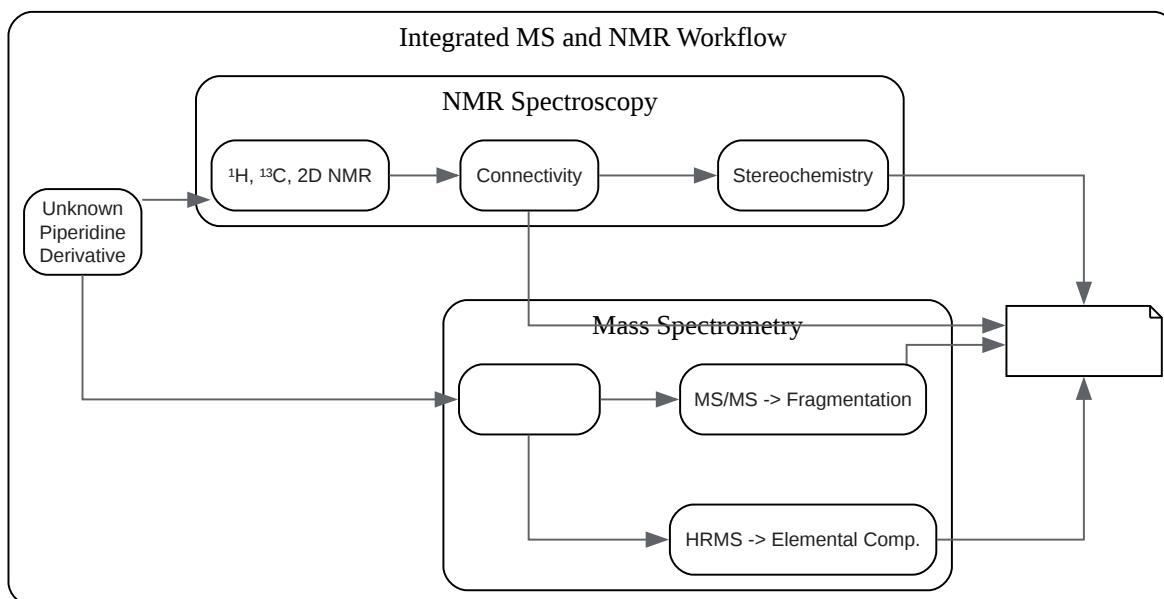 Integrated MS and NMR Workflow
NMR Spectroscopy
¹H, ¹³C, 2D NMR
Connectivity
Stereochemistry
Unknown
Piperidine
Derivative
Mass Spectrometry
MS/MS -> Fragmentation
HRMS -> Elemental Comp.